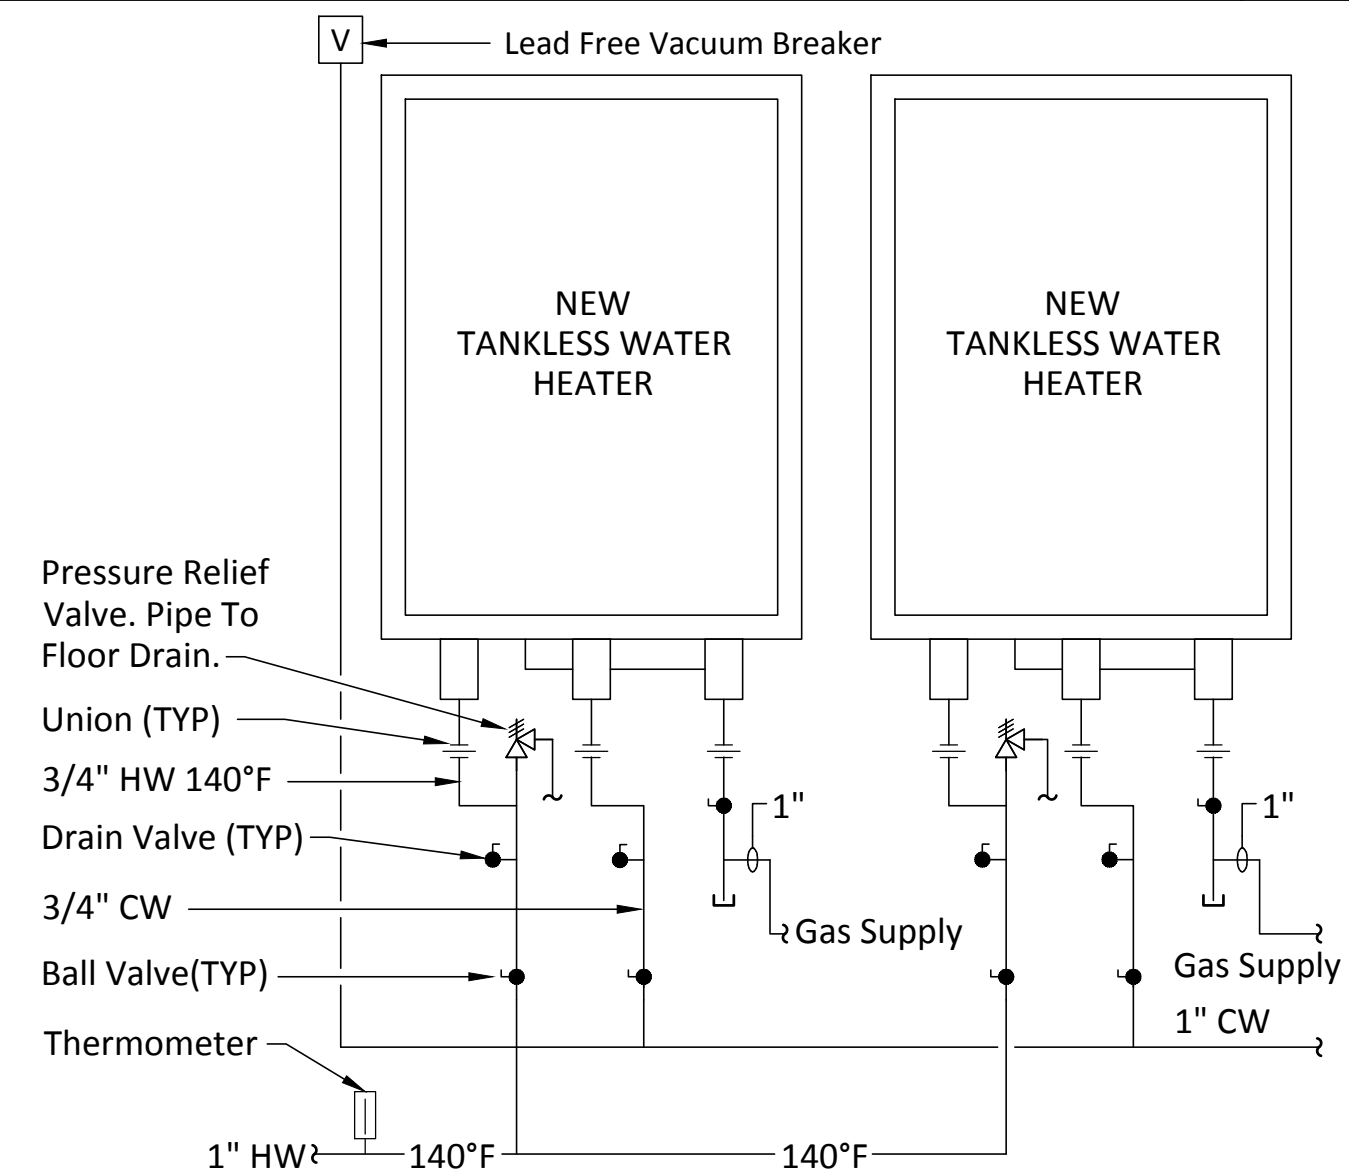 V
Lead Free Vacuum Breaker
NEW
TANKLESS WATER
HEATER
NEW
TANKLESS WATER
HEATER
Pressure Relief
Valve. Pipe To
Floor Drain.
Union (TYP)
3/4" HW 140°F
1"
1"
Drain Valve (TYP)
3/4" CW
Gas Supply
Gas Supply
Ball Valve(TYP)
1" CW
Thermometer
1" HW
140°F
140°F